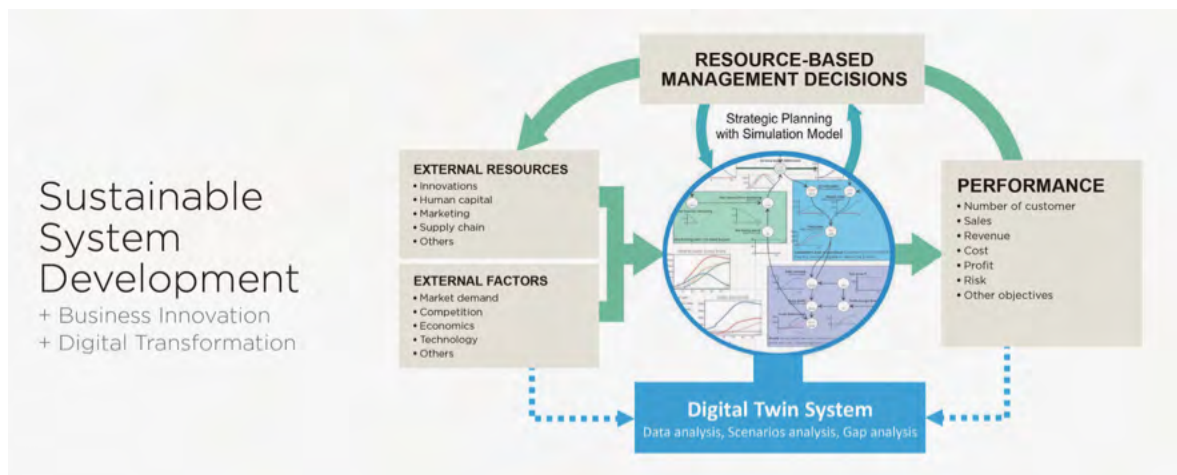 Sustainable
System
Development
+ Business Innovation
+ Digital Transformation
RESOURCE-BASED
MANAGEMENT DECISIONS
Strategic Planning
with Simulation Model
EXTERNAL RESOURCES
• Innovations
• Human capital
• Marketing
• Supply chain
• Others
EXTERNAL FACTORS
• Market demand
• Competition
• Economics
• Technology
• Others
PERFORMANCE
• Number of customer
• Sales
• Revenue
• Cost
• Profit
• Risk
• Other objectives
Digital Twin System
Data analysis, Scenarios analysis, Gap analysis